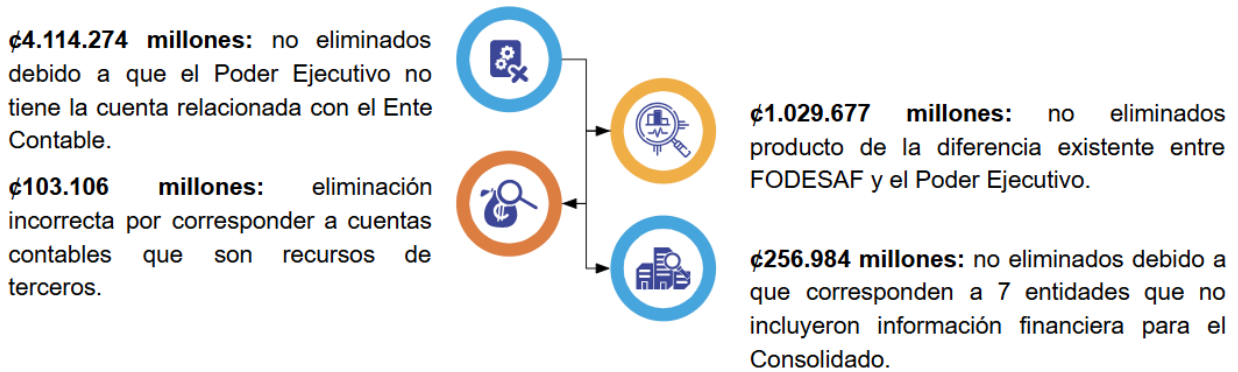 ₡4.114.274 millones: no eliminados
debido a que el Poder Ejecutivo no
tiene la cuenta relacionada con el Ente
Contable.
₡1.029.677 millones: no eliminados
producto de la diferencia existente entre
FODESAF y el Poder Ejecutivo.
₡103.106 millones: eliminación
incorrecta por corresponder a cuentas
contables que son recursos de
terceros.
₡256.984 millones: no eliminados debido a
que corresponden a 7 entidades que no
incluyeron información financiera para el
Consolidado.